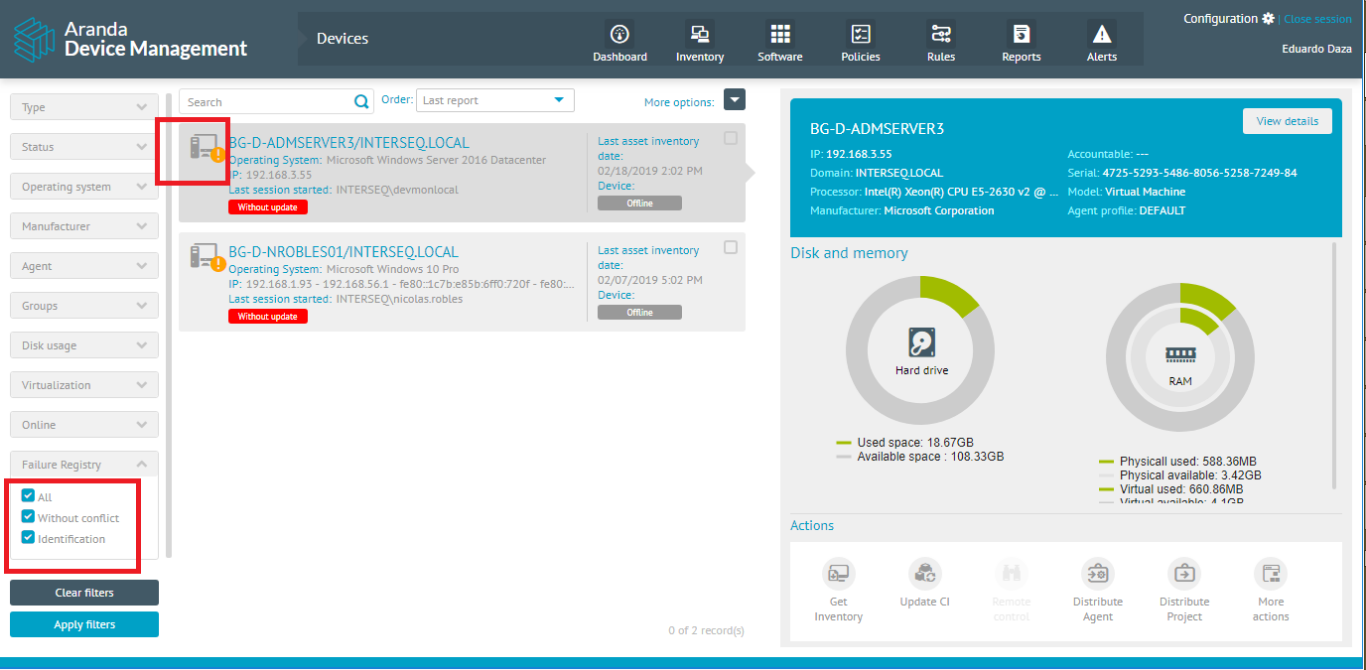 Aranda
Device Management
Devices
Dashboard
Inventory
Software
Policies
Rules
Reports
Alerts
Configuration | Close session
Eduardo Daza
Type
Status
Operating system
Manufacturer
Agent
Groups
Disk usage
Virtualization
Online
Failure Registry
All
Without conflict
Identification
Clear filters
Apply filters
Search
Order: Last report
More options:
BG-D-ADMSERVER3/INTERSEQ.LOCAL
Operating System: Microsoft Windows Server 2016 Datacenter
IP: 192.168.3.55
Last session started: INTERSEQ\devmonlocal
Without update
Last asset inventory
date:
02/18/2019 2:02 PM
Device:
Offline
BG-D-NROBLES01/INTERSEQ.LOCAL
Operating System: Microsoft Windows 10 Pro
IP: 192.168.1.93 - 192.168.56.1 - fe80::1c7b:e85b:6ff0:720f - fe80:...
Last session started: INTERSEQ\nicolas.robles
Without update
Last asset inventory
date:
02/07/2019 5:02 PM
Device:
Offline
0 of 2 record(s)
BG-D-ADMSERVER3
View details
IP: 192.168.3.55
Domain: INTERSEQ.LOCAL
Processor: Intel(R) Xeon(R) CPU E5-2630 v2 @ ...
Manufacturer: Microsoft Corporation
Accountable: ---
Serial: 4725-5293-5486-8056-5258-7249-84
Model: Virtual Machine
Agent profile: DEFAULT
Disk and memory
Hard drive
Used space: 18.67GB
Available space : 108.33GB
RAM
Physicall used: 588.36MB
Physical available: 3.42GB
Virtual used: 660.86MB
Virtual available: 4.1GB
Actions
Get
Inventory
Update CI
Remote
control
Distribute
Agent
Distribute
Project
More
actions